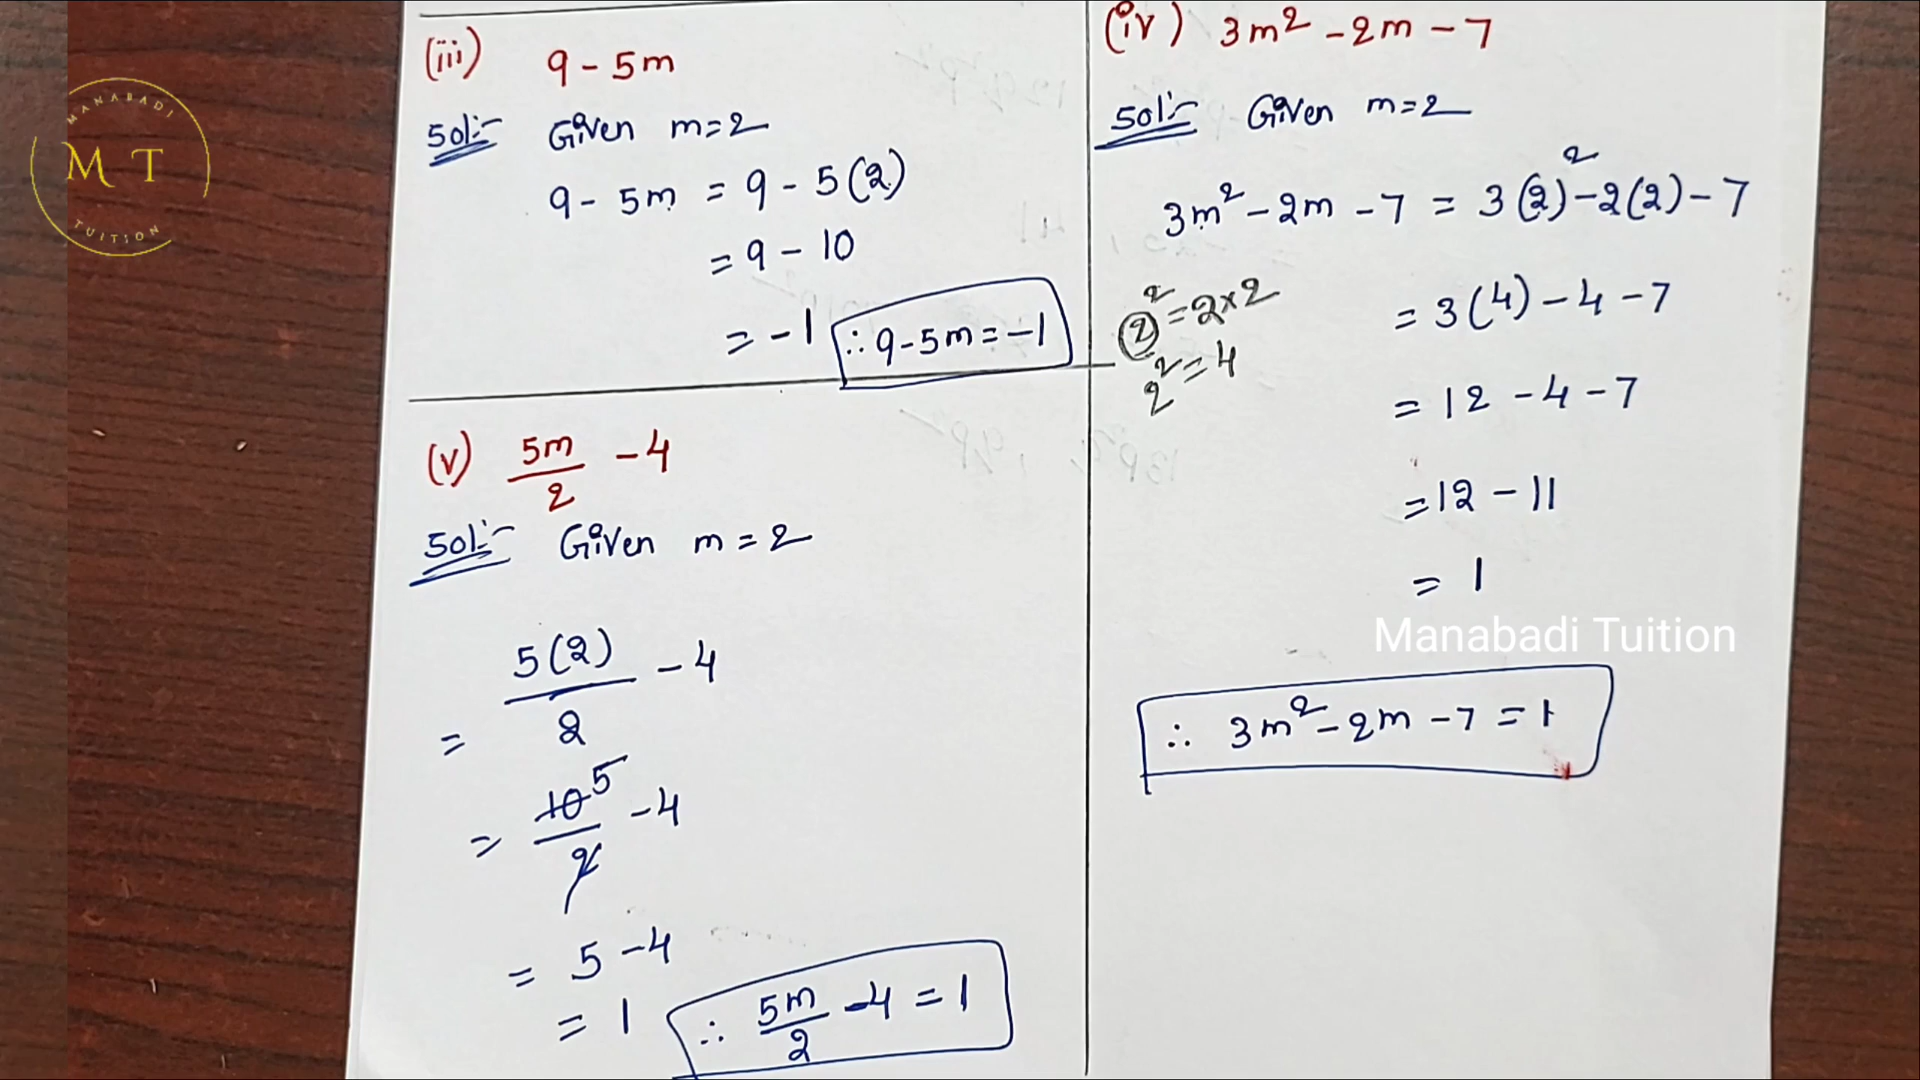 MANABADI
MT
TUITION
(iii) 9 - 5m
Sol:- Given m=2
9 - 5m = 9 - 5(2)
= 9 - 10
= -1 ∴ 9-5m = -1
(v) 5m/2 - 4
Sol:- Given m = 2
= 5(2)/2 - 4
= 10/2 5 - 4
= 5 - 4
= 1 ∴ 5m/2 - 4 = 1
(iv) 3m² - 2m - 7
Sol:- Given m=2
3m² - 2m - 7 = 3(2)² - 2(2) - 7
2² = 2×2
2² = 4
= 3(4) - 4 - 7
= 12 - 4 - 7
= 12 - 11
= 1
Manabadi Tuition
∴ 3m² - 2m - 7 = 1